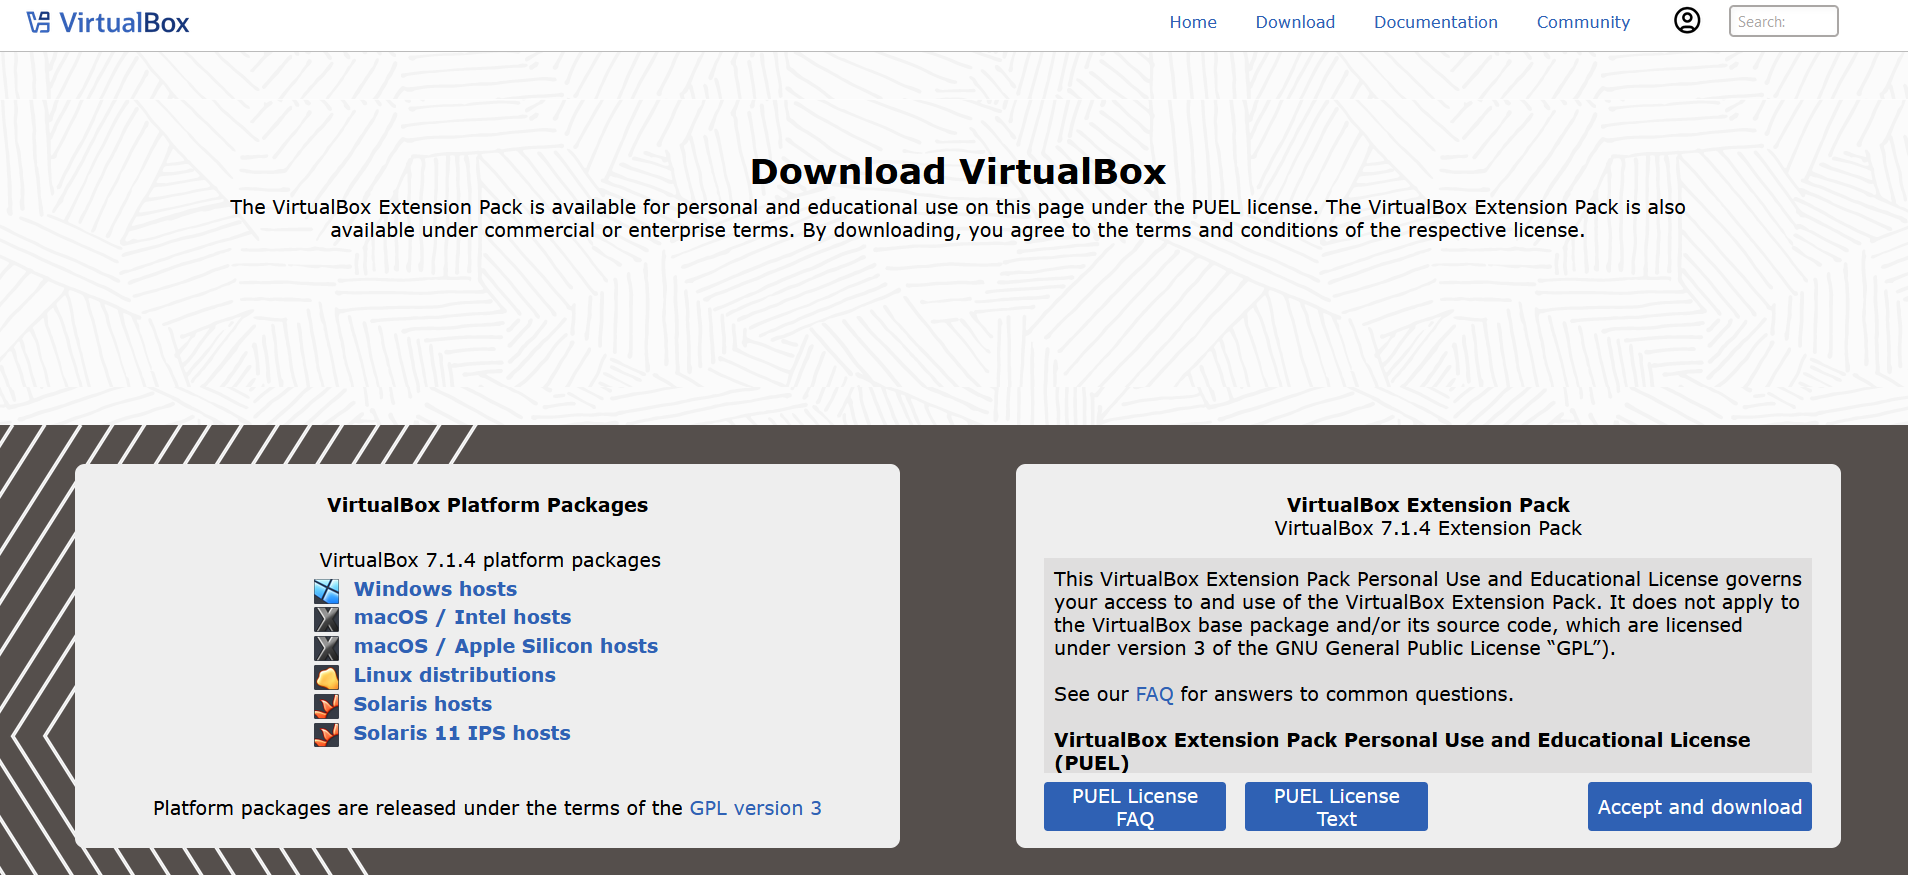 VirtualBox
Home
Download
Documentation
Community
Search:
Download VirtualBox
The VirtualBox Extension Pack is available for personal and educational use on this page under the PUEL license. The VirtualBox Extension Pack is also
available under commercial or enterprise terms. By downloading, you agree to the terms and conditions of the respective license.
VirtualBox Platform Packages
VirtualBox 7.1.4 platform packages
Windows hosts
macOS / Intel hosts
macOS / Apple Silicon hosts
Linux distributions
Solaris hosts
Solaris 11 IPS hosts
Platform packages are released under the terms of the GPL version 3
VirtualBox Extension Pack
VirtualBox 7.1.4 Extension Pack
This VirtualBox Extension Pack Personal Use and Educational License governs
your access to and use of the VirtualBox Extension Pack. It does not apply to
the VirtualBox base package and/or its source code, which are licensed
under version 3 of the GNU General Public License “GPL”).
See our FAQ for answers to common questions.
VirtualBox Extension Pack Personal Use and Educational License
(PUEL)
PUEL License
FAQ
PUEL License
Text
Accept and download